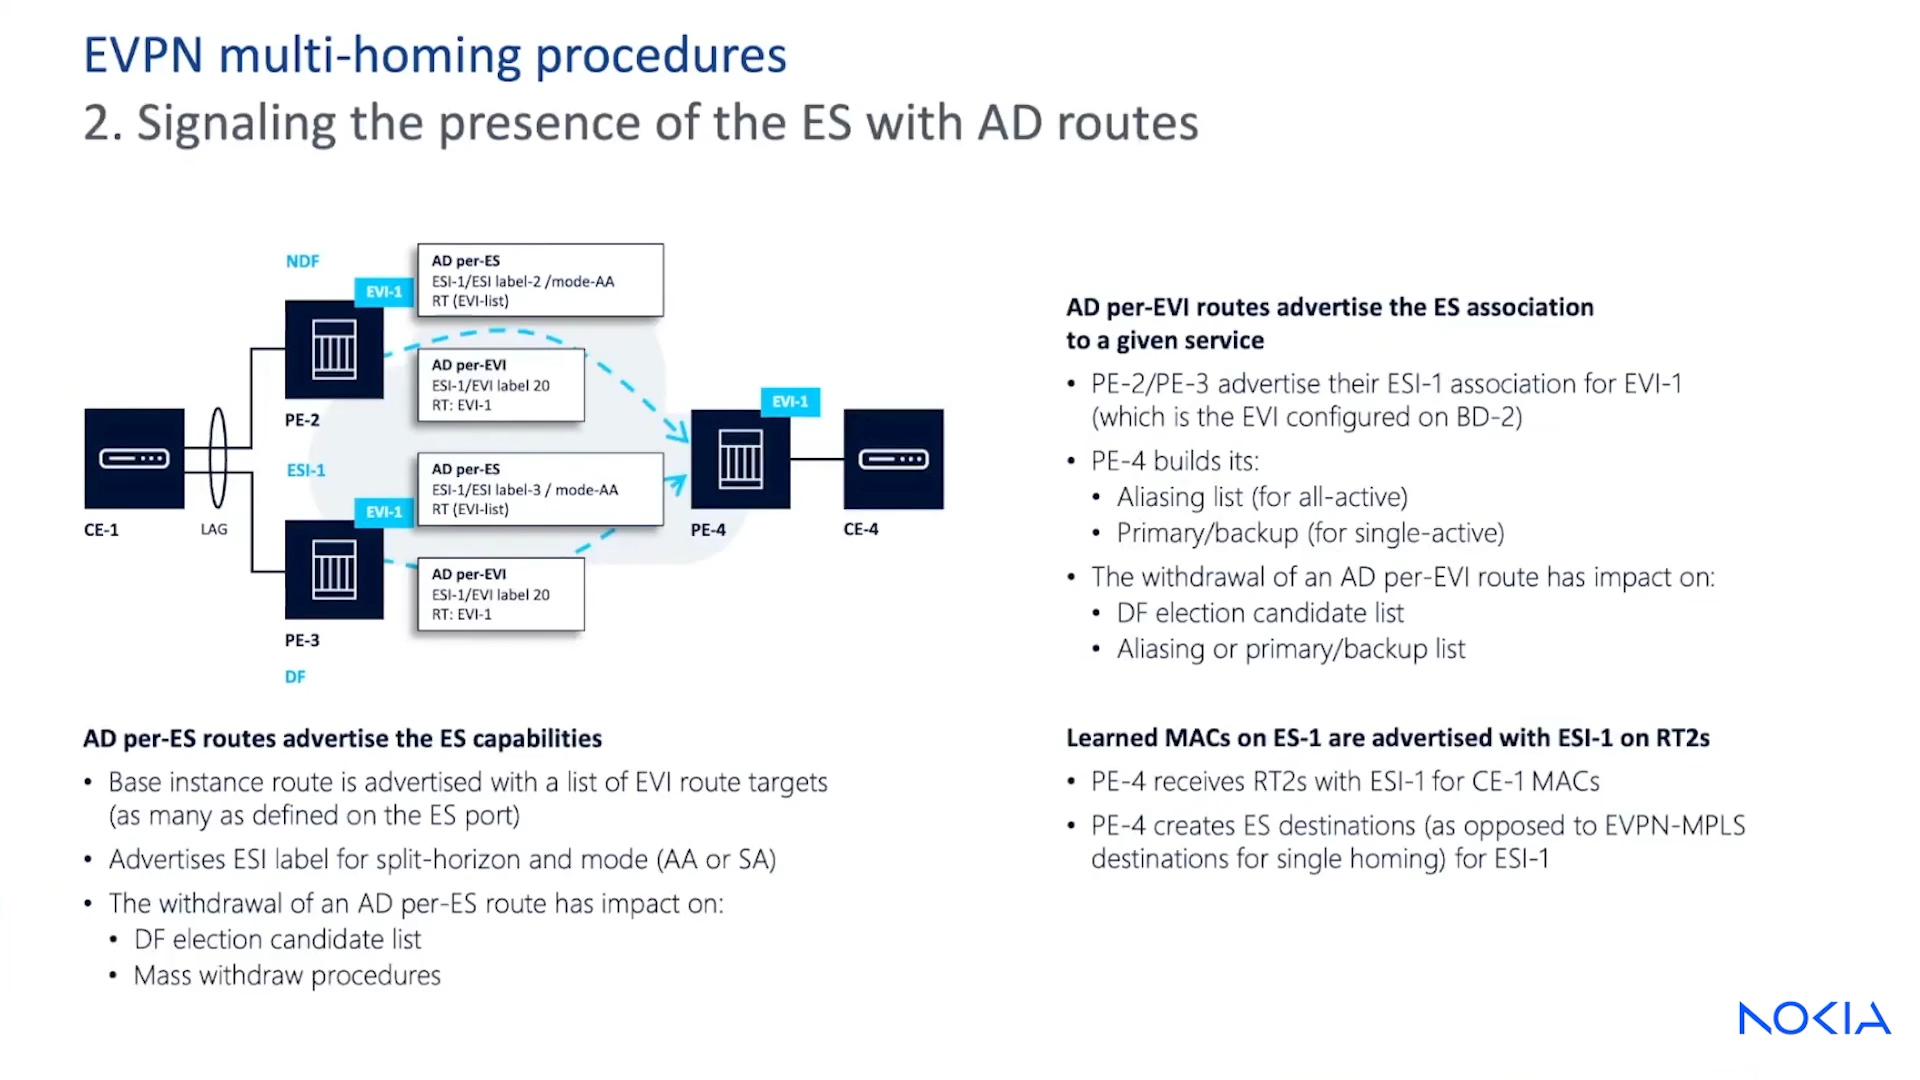 EVPN multi-homing procedures
2. Signaling the presence of the ES with AD routes
NDF
EVI-1
AD per-ES
ESI-1/ESI label-2 /mode-AA
RT (EVI-list)
AD per-EVI
ESI-1/EVI label 20
RT: EVI-1
PE-2
ESI-1
EVI-1
AD per-ES
ESI-1/ESI label-3 / mode-AA
RT (EVI-list)
AD per-EVI
ESI-1/EVI label 20
RT: EVI-1
PE-3
DF
CE-1
LAG
EVI-1
PE-4
CE-4
AD per-ES routes advertise the ES capabilities
• Base instance route is advertised with a list of EVI route targets
(as many as defined on the ES port)
• Advertises ESI label for split-horizon and mode (AA or SA)
• The withdrawal of an AD per-ES route has impact on:
• DF election candidate list
• Mass withdraw procedures
AD per-EVI routes advertise the ES association
to a given service
• PE-2/PE-3 advertise their ESI-1 association for EVI-1
(which is the EVI configured on BD-2)
• PE-4 builds its:
• Aliasing list (for all-active)
• Primary/backup (for single-active)
• The withdrawal of an AD per-EVI route has impact on:
• DF election candidate list
• Aliasing or primary/backup list
Learned MACs on ES-1 are advertised with ESI-1 on RT2s
• PE-4 receives RT2s with ESI-1 for CE-1 MACs
• PE-4 creates ES destinations (as opposed to EVPN-MPLS
destinations for single homing) for ESI-1
NOKIA